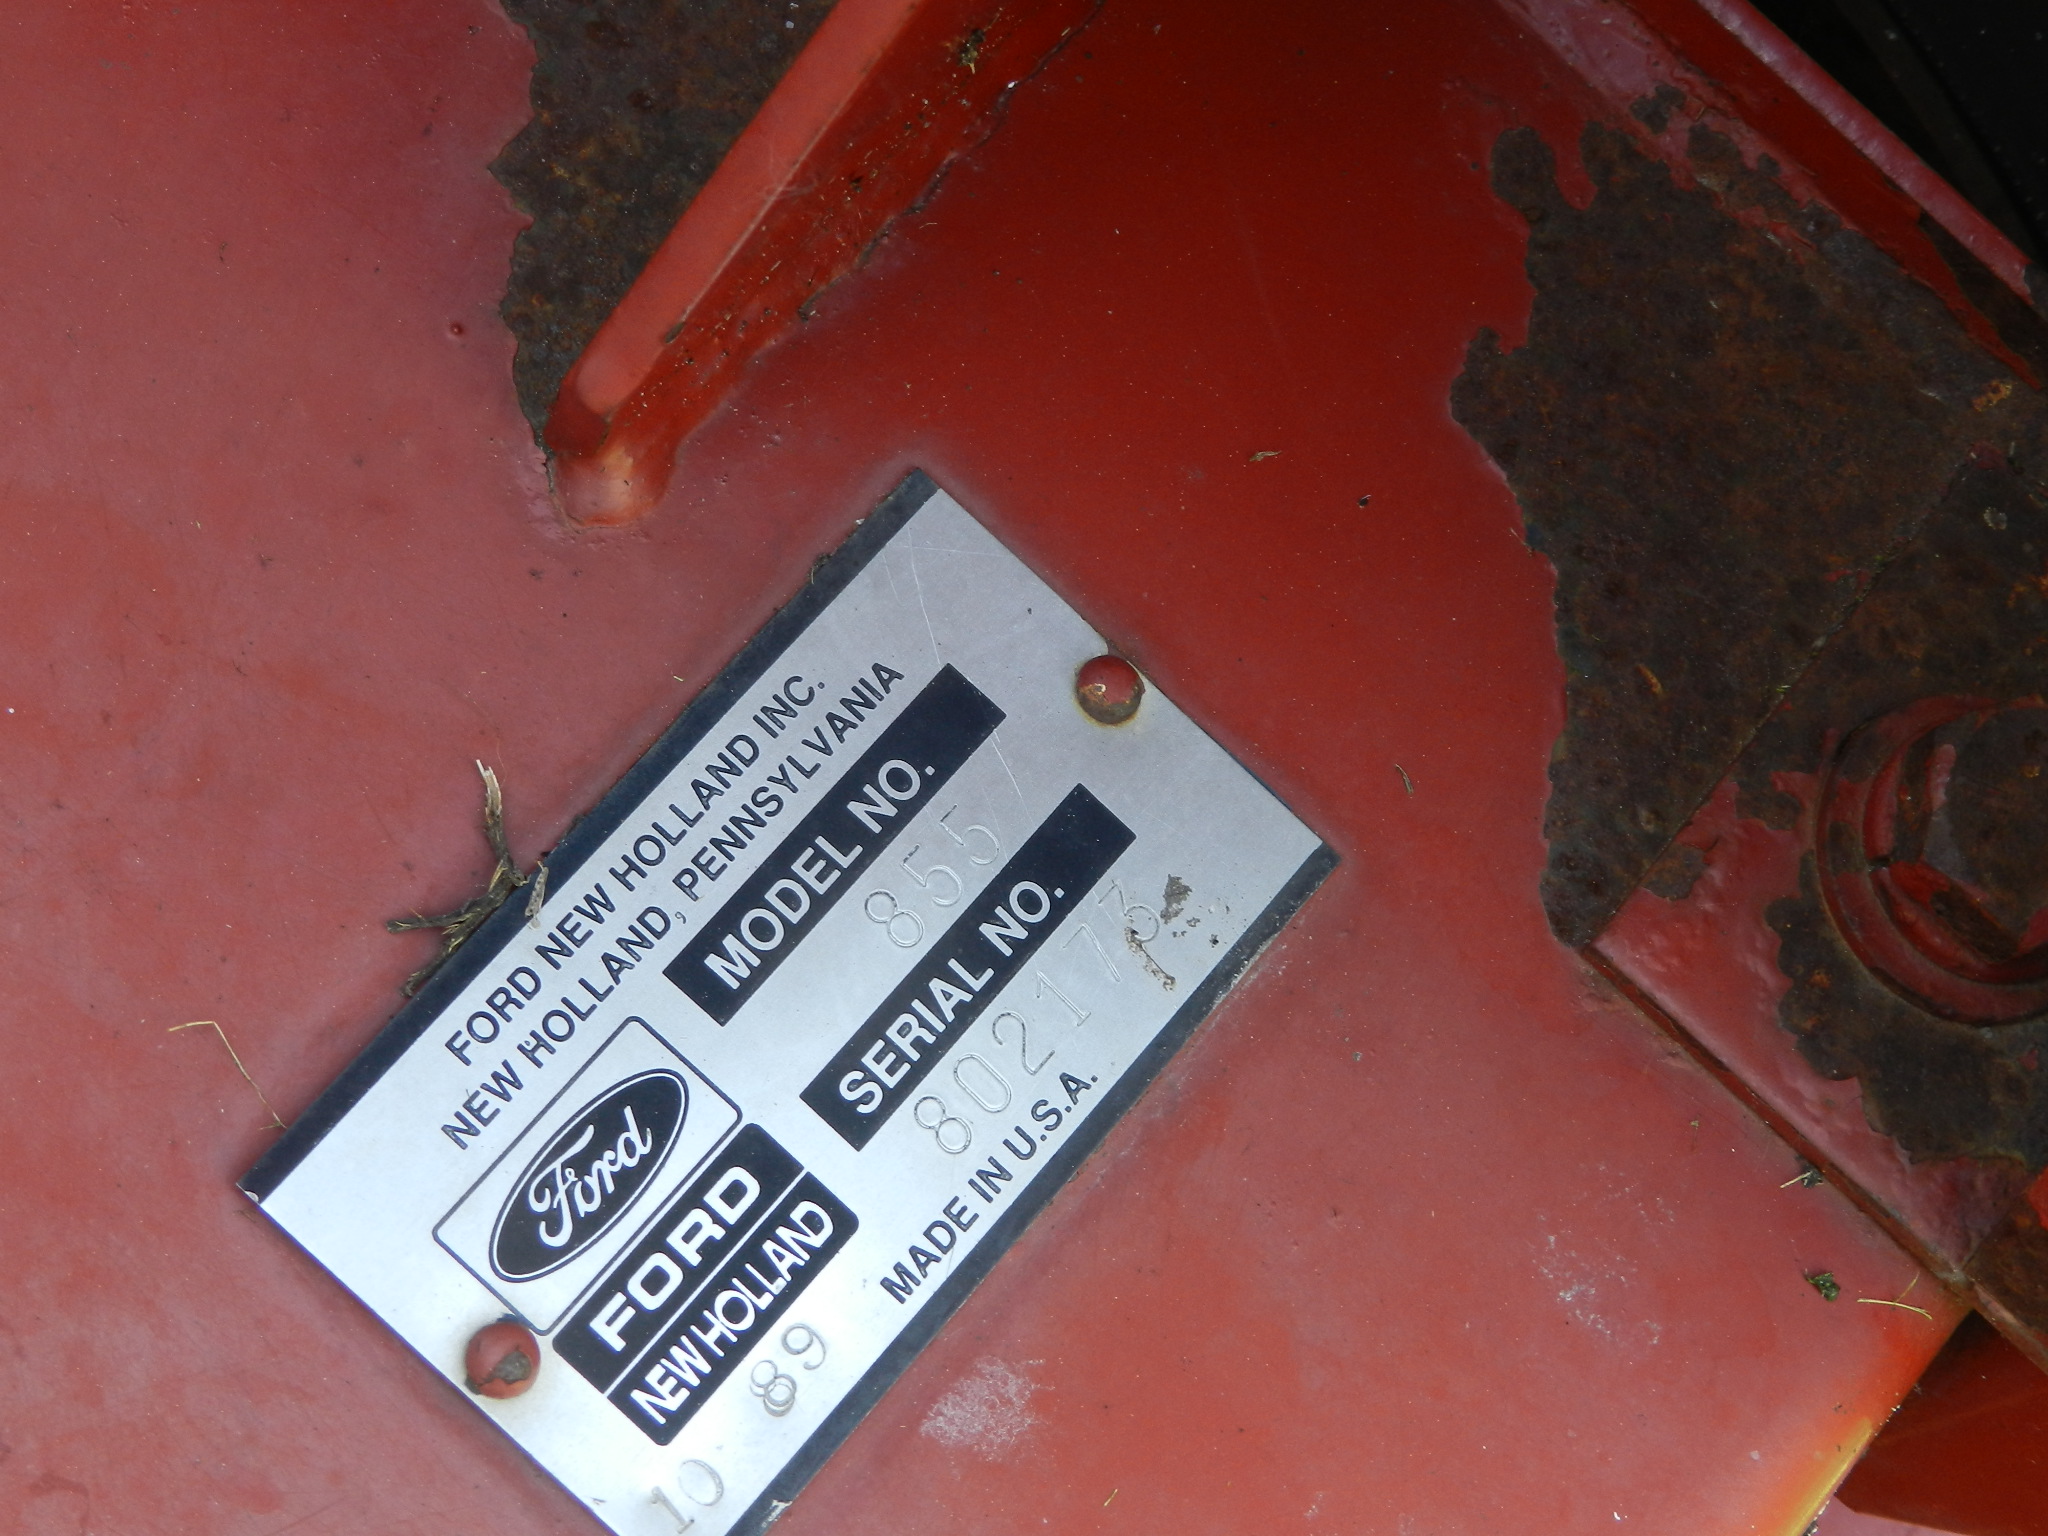 FORD NEW HOLLAND INC.
NEW HOLLAND, PENNSYLVANIA
Ford
FORD
NEW HOLLAND
MODEL NO.
855
SERIAL NO.
802173
MADE IN U.S.A.
10 89